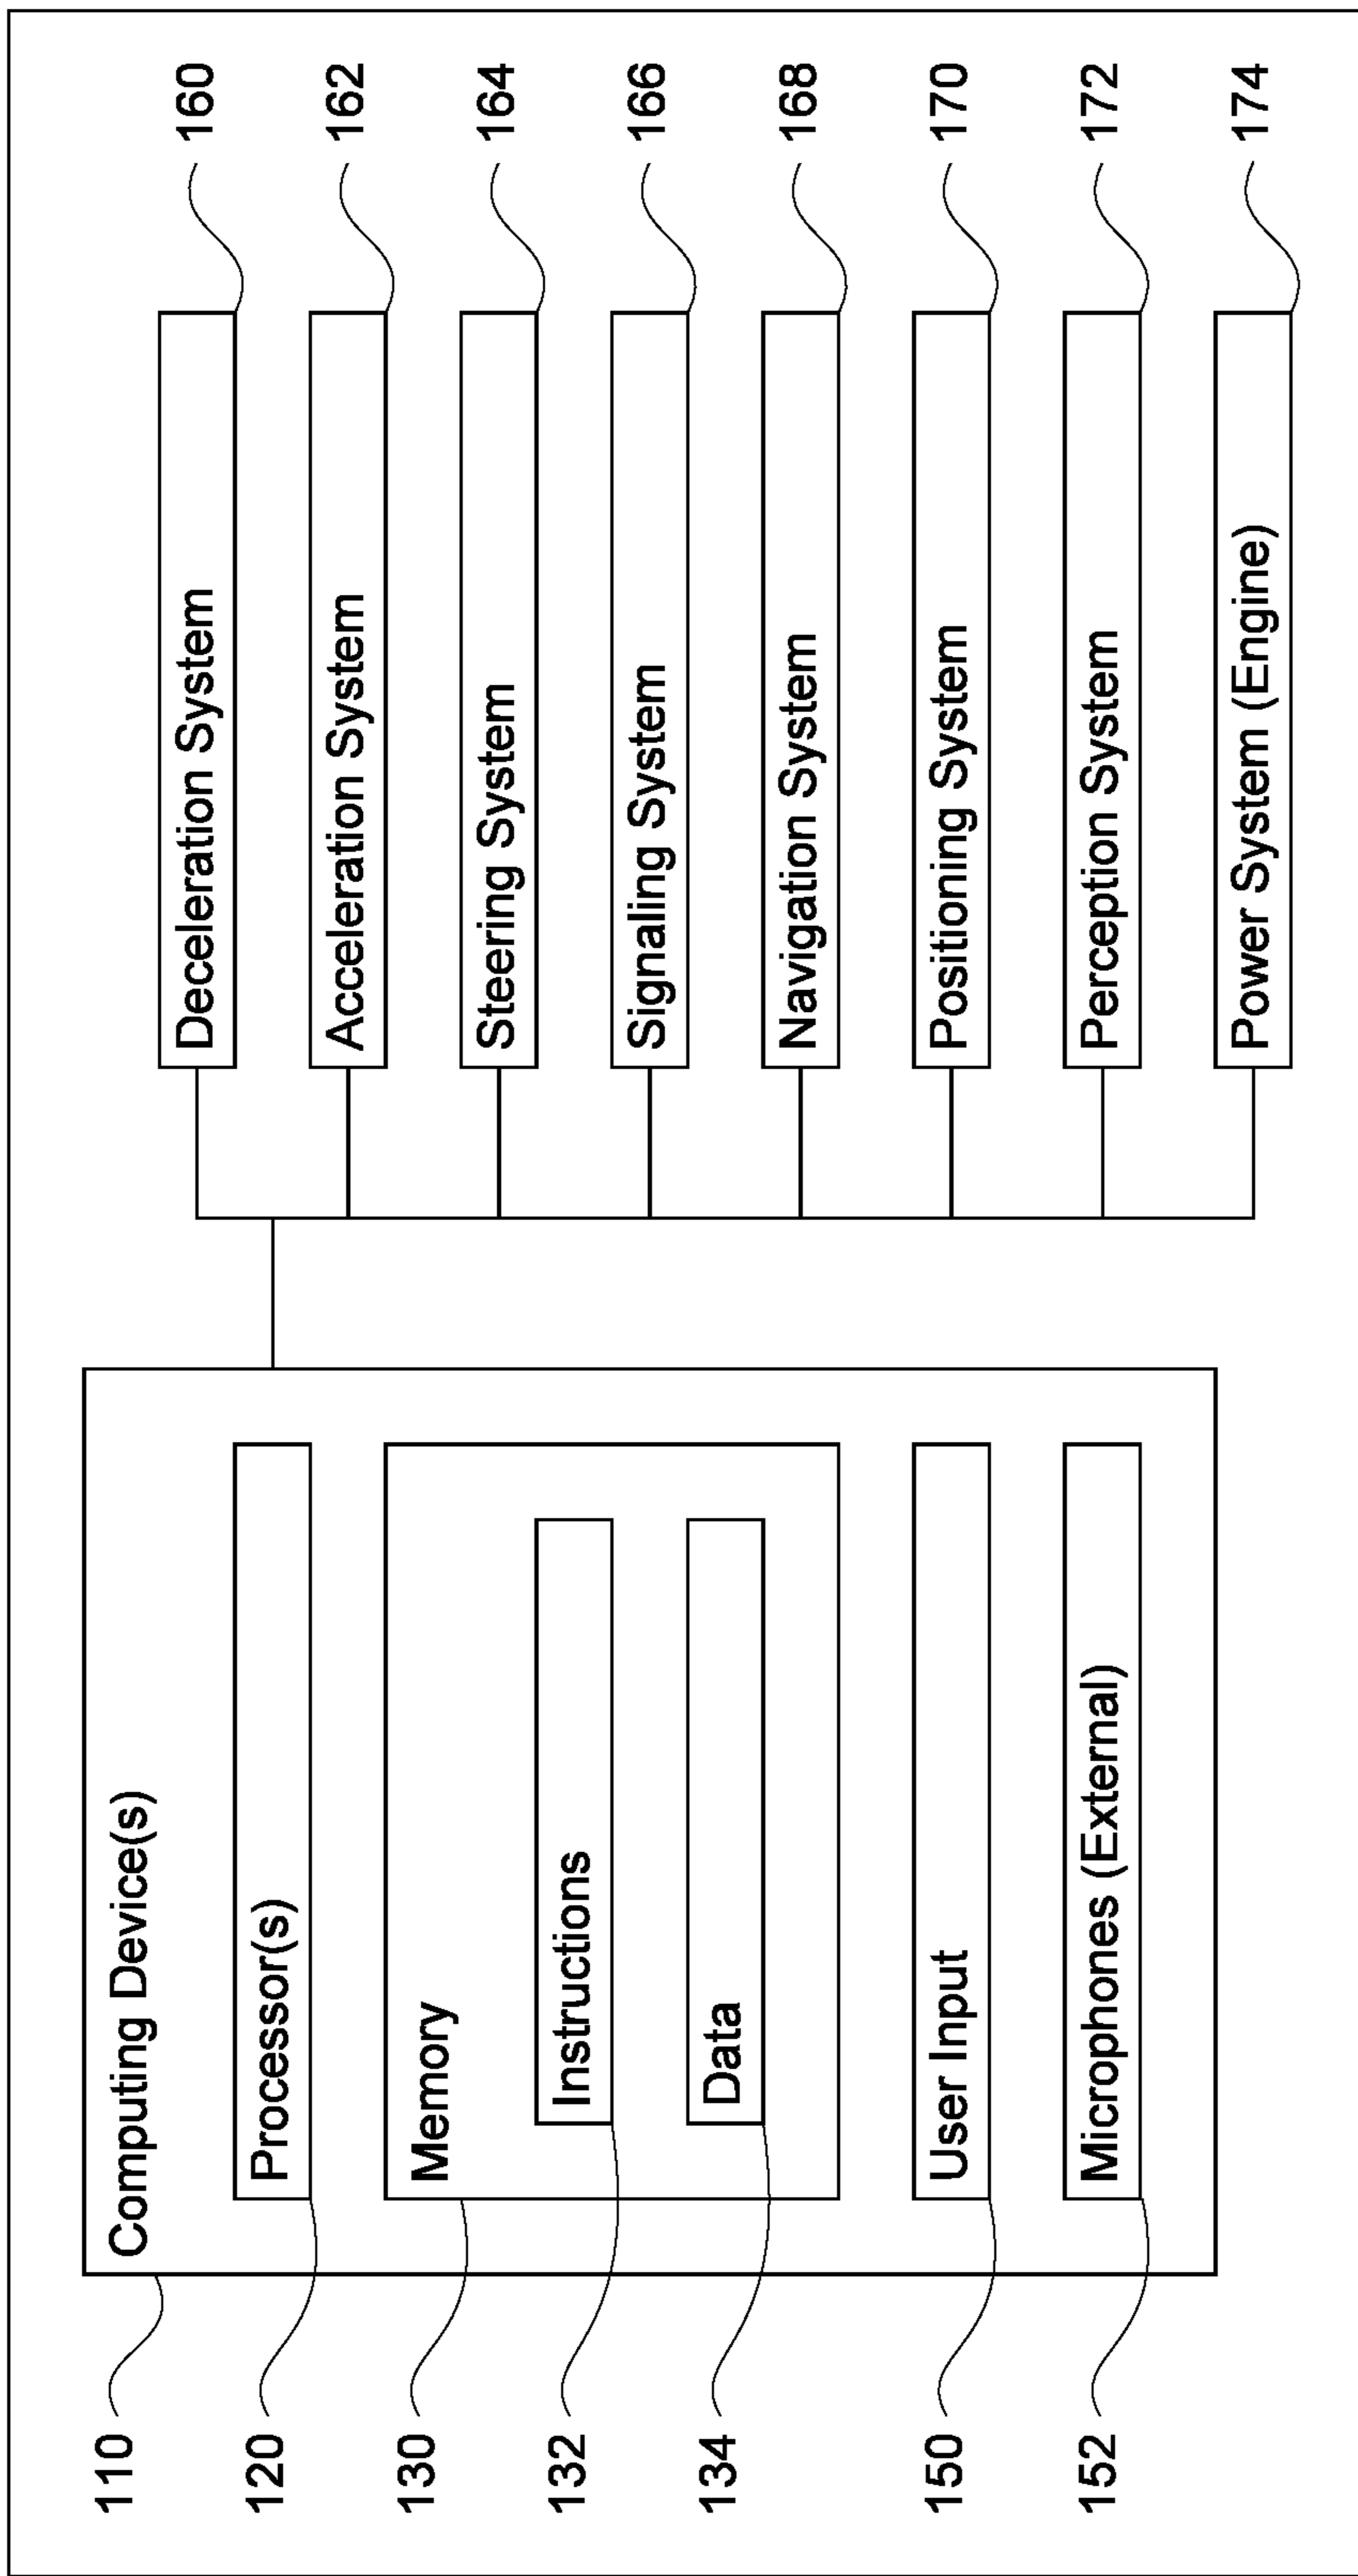 110
Computing Device(s)
120
Processor(s)
130
Memory
132
Instructions
134
Data
150
User Input
152
Microphones (External)
Deceleration System
160
Acceleration System
162
Steering System
164
Signaling System
166
Navigation System
168
Positioning System
170
Perception System
172
Power System (Engine)
174